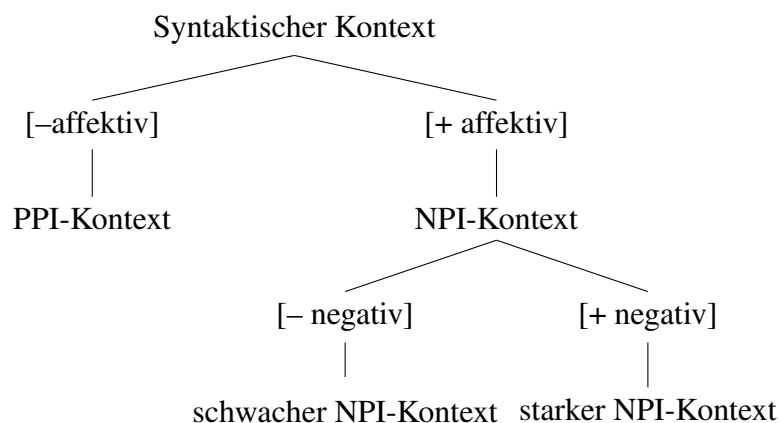 Syntaktischer Kontext
[–affektiv] [+ affektiv]
PPI-Kontext NPI-Kontext
[– negativ] [+ negativ]
schwacher NPI-Kontext starker NPI-Kontext